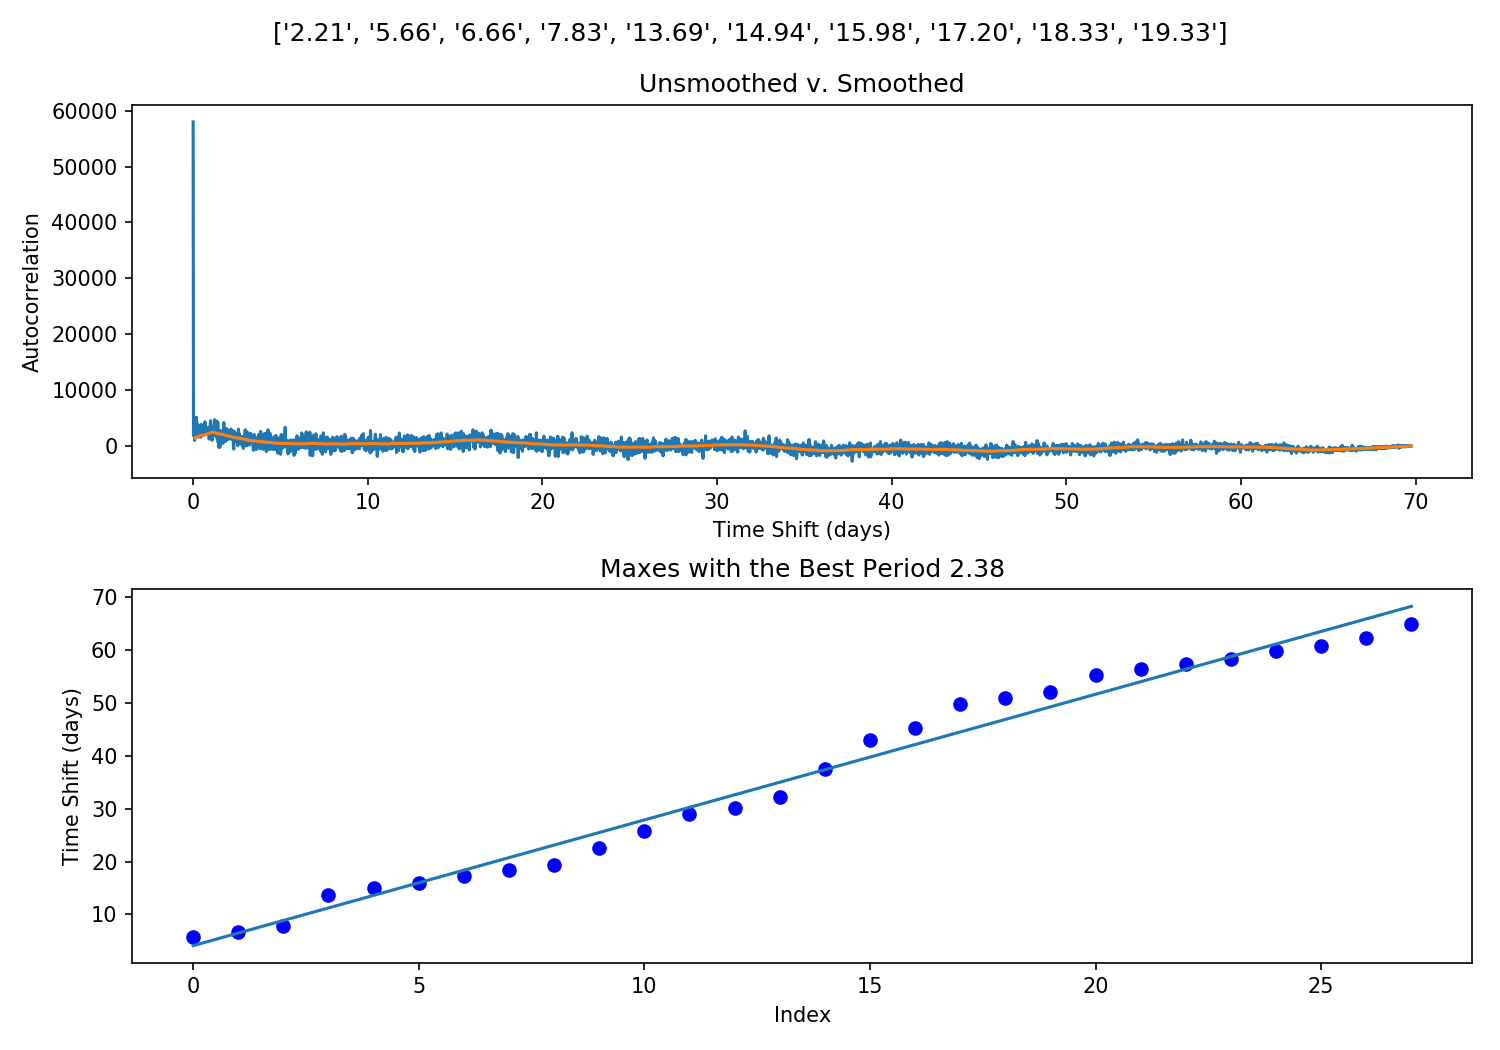 ['2.21', '5.66', '6.66', '7.83', '13.69', '14.94', '15.98', '17.20', '18.33', '19.33']
Unsmoothed v. Smoothed
60000
50000
40000
30000
20000
10000
0
Autocorrelation
0 10 20 30 40 50 60 70
Time Shift (days)
Maxes with the Best Period 2.38
70
60
50
40
30
20
10
Time Shift (days)
0 5 10 15 20 25
Index